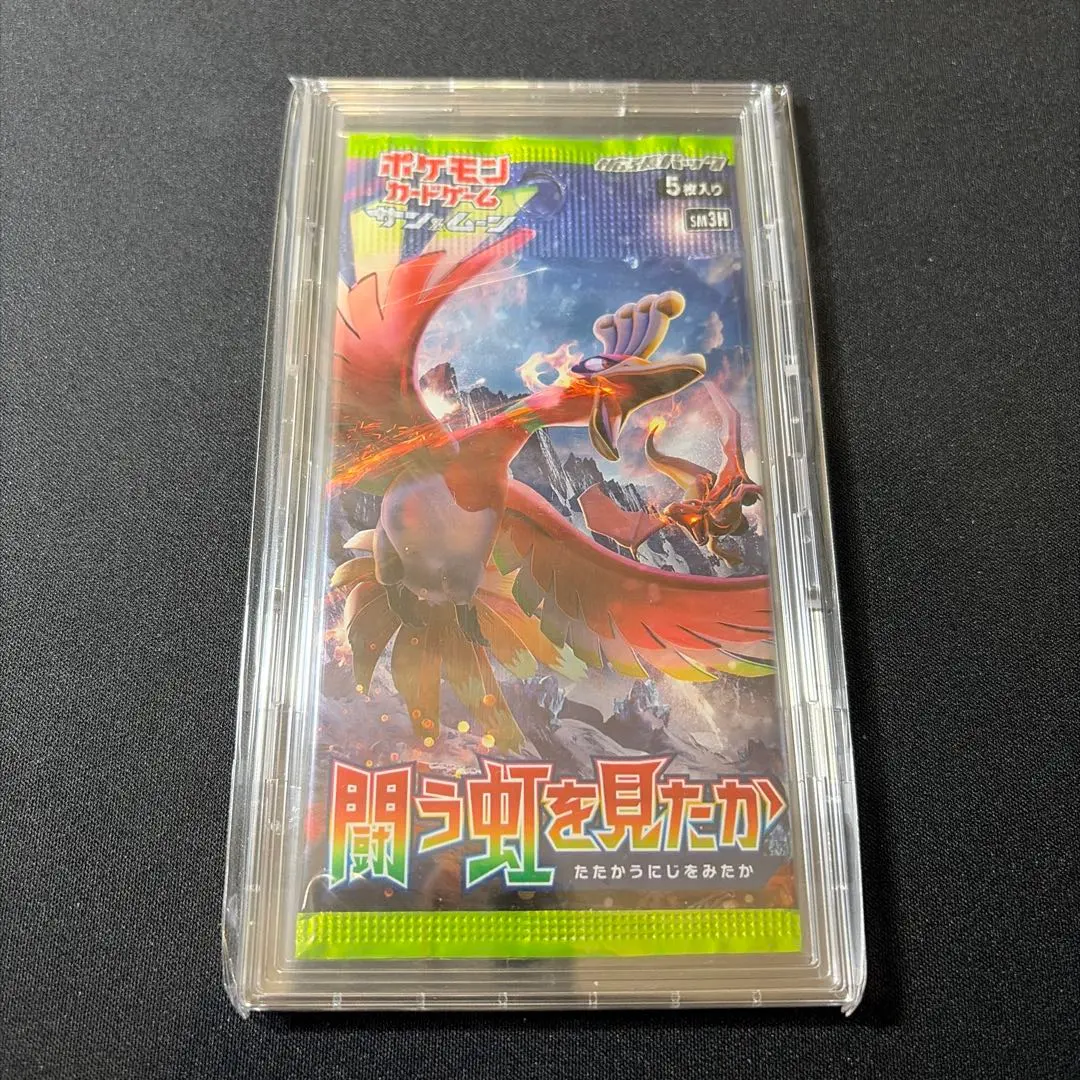 ポケモン
カードゲーム
サン&ムーン
拡張パック
5枚入り
SM3H
闘う虹を見たか
たたかうにじをみたか